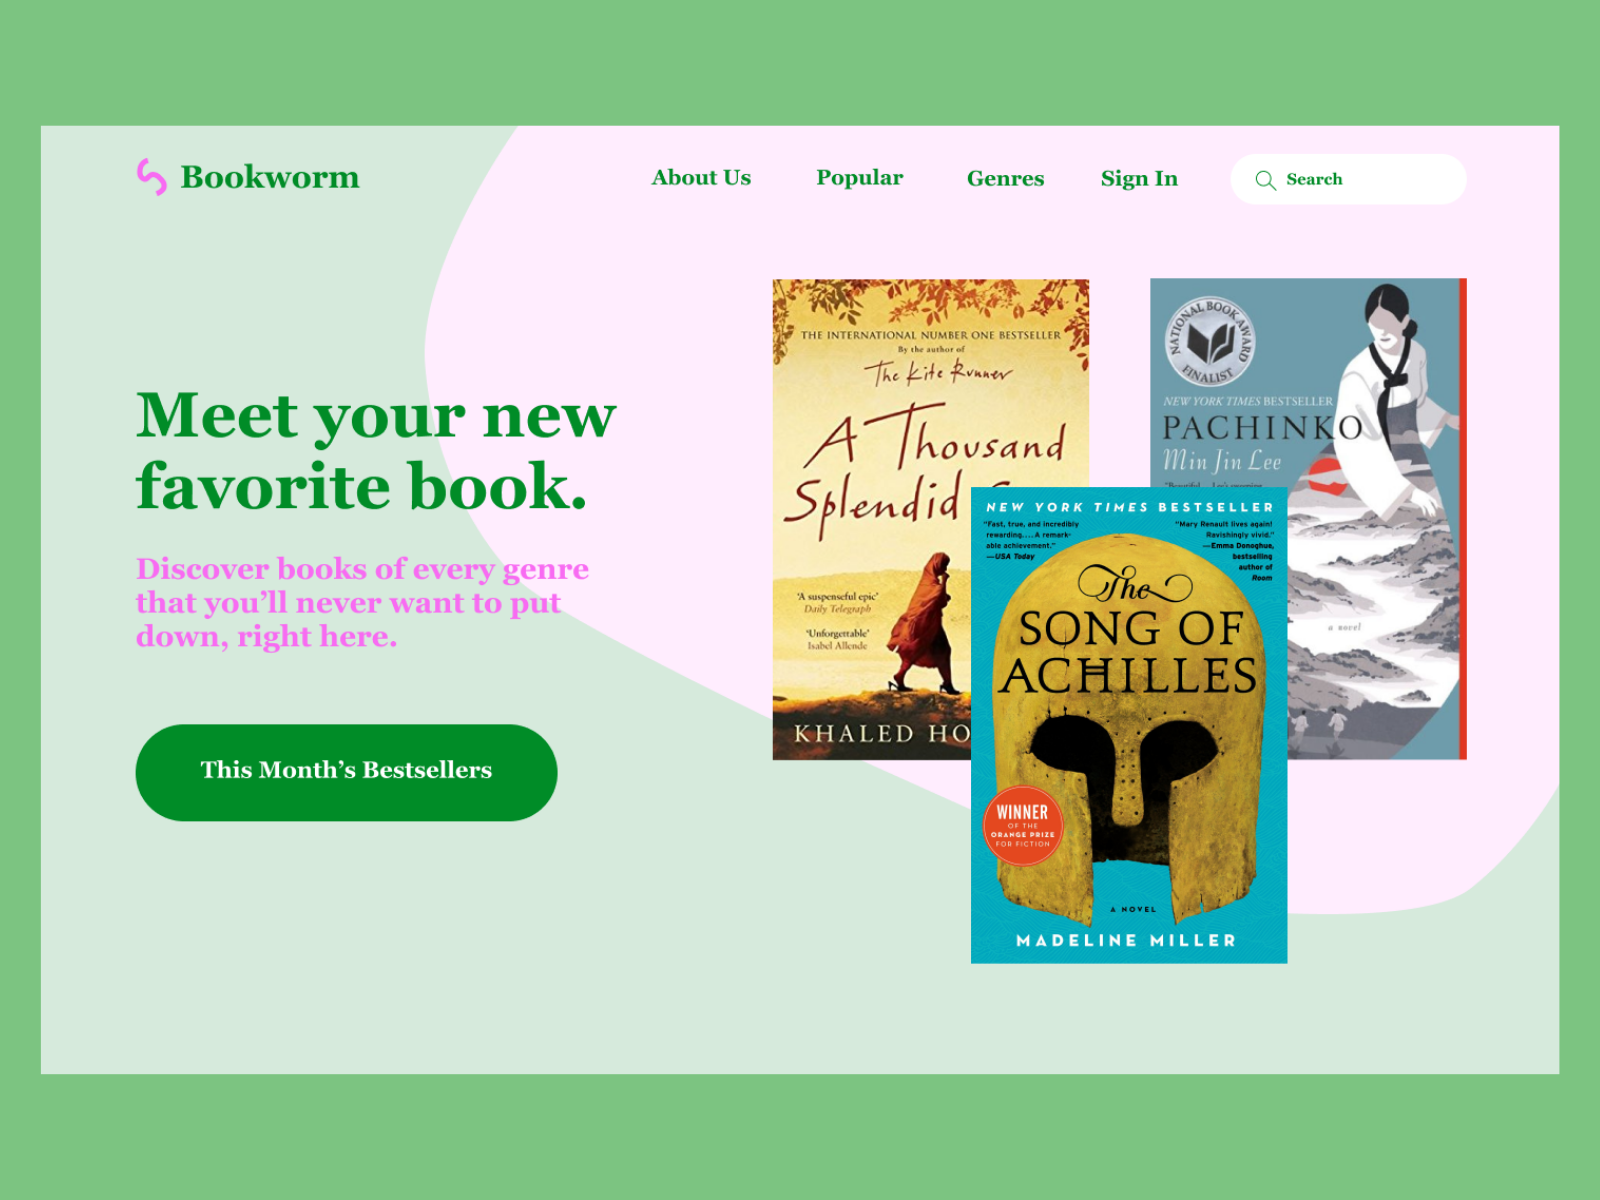 Bookworm
About Us
Popular
Genres
Sign In
Search
Meet your new
favorite book.
Discover books of every genre
that you’ll never want to put
down, right here.
This Month’s Bestsellers
THE INTERNATIONAL NUMBER ONE BESTSELLER
By the author of
The Kite Runner
A Thousand
Splendid
'A suspenseful epic'
Daily Telegraph
'Unforgettable'
Isabel Allende
KHALED HO
NATIONAL BOOK AWARD
FINALIST
NEW YORK TIMES BESTSELLER
PACHINKO
Min Jin Lee
a novel
NEW YORK TIMES BESTSELLER
"Fast, true, and incredibly
rewarding....A remark-
able achievement."
—USA Today
"Mary Renault lives again!
Ravishingly vivid."
—Emma Donoghue,
bestselling
author of
Room
The
SONG OF
ACHILLES
WINNER
OF THE
ORANGE PRIZE
FOR FICTION
A NOVEL
MADELINE MILLER